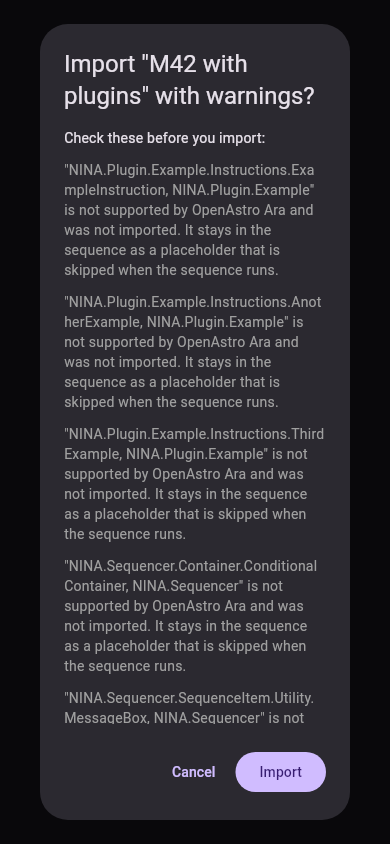 Import "M42 with
plugins" with warnings?
Check these before you import:
"NINA.Plugin.Example.Instructions.Exa
mpleInstruction, NINA.Plugin.Example"
is not supported by OpenAstro Ara and
was not imported. It stays in the
sequence as a placeholder that is
skipped when the sequence runs.
"NINA.Plugin.Example.Instructions.Anot
herExample, NINA.Plugin.Example" is
not supported by OpenAstro Ara and
was not imported. It stays in the
sequence as a placeholder that is
skipped when the sequence runs.
"NINA.Plugin.Example.Instructions.Third
Example, NINA.Plugin.Example" is not
supported by OpenAstro Ara and was
not imported. It stays in the sequence
as a placeholder that is skipped when
the sequence runs.
"NINA.Sequencer.Container.Conditional
Container, NINA.Sequencer" is not
supported by OpenAstro Ara and was
not imported. It stays in the sequence
as a placeholder that is skipped when
the sequence runs.
"NINA.Sequencer.SequenceItem.Utility.
MessageBox, NINA.Sequencer" is not
Cancel
Import